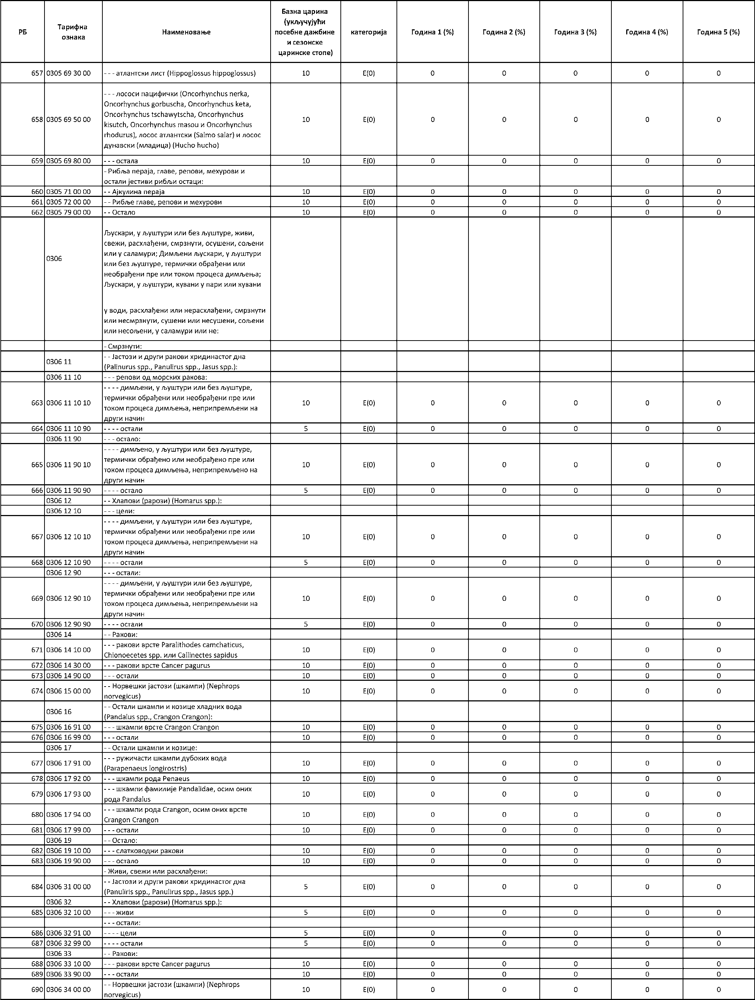 РБ Тарифна ознака Наименовање Базна царина (укључујући посебне дажбине и сезонске царинске стопе) категорија Година 1 (%) Година 2 (%) Година 3 (%) Година 4 (%) Година 5 (%)
657 0305 69 30 00 - - - атлантски лист (Hippoglossus hippoglossus) 10 E(0) 0 0 0 0 0
658 0305 69 50 00 - - - лососи пацифички (Oncorhynchus nerka,
Oncorhynchus gorbuscha, Oncorhynchus keta,
Oncorhynchus tschawytscha, Oncorhynchus
kisutch, Oncorhynchus masou и Oncorhynchus
rhodurus), лосос атлантски (Salmo salar) и лосос
дунавски (младица) (Hucho hucho) 10 E(0) 0 0 0 0 0
659 0305 69 80 00 - - - остала 10 E(0) 0 0 0 0 0
- Рибља пераја, главе, репови, мехурови и
остали јестиви рибљи остаци:
660 0305 71 00 00 - - Ајкулина пераја 10 E(0) 0 0 0 0 0
661 0305 72 00 00 - - Рибље главе, репови и мехурови 10 E(0) 0 0 0 0 0
662 0305 79 00 00 - - Остало 10 E(0) 0 0 0 0 0
0306 Љускари, у љуштури или без љуштуре, живи,
свежи, расхлађени, смрзнути, осушени, сољени
или у саламури; Димљени љускари, у љуштури
или без љуштуре, термички обрађени или
необрађени пре или током процеса димљења;
Љускари, у љуштури, кувани у пари или кувани
у води, расхлађени или нерасхлађени, смрзнути
или несмрзнути, сушени или несушени, сољени
или несољени, у саламури или не:
- Смрзнути:
0306 11 - - Јастози и други ракови хридинастог дна
(Palinurus spp., Panulirus spp., Jasus spp.):
0306 11 10 - - - репови од морских ракова:
663 0306 11 10 10 - - - - димљени, у љуштури или без љуштуре,
термички обрађени или необрађени пре или
током процеса димљења, неприпремљени на
други начин 10 E(0) 0 0 0 0 0
664 0306 11 10 90 - - - - остали 5 E(0) 0 0 0 0 0
0306 11 90 - - - остало:
665 0306 11 90 10 - - - - димљено, у љуштури или без љуштуре,
термички обрађено или необрађено пре или
током процеса димљења, неприпремљено на
други начин 10 E(0) 0 0 0 0 0
666 0306 11 90 90 - - - - остало 5 E(0) 0 0 0 0 0
0306 12 - - Хлапови (рарози) (Homarus spp.):
0306 12 10 - - - цели:
667 0306 12 10 10 - - - - димљени, у љуштури или без љуштуре,
термички обрађени или необрађени пре или
током процеса димљења, неприпремљени на
други начин 10 E(0) 0 0 0 0 0
668 0306 12 10 90 - - - - остали 5 E(0) 0 0 0 0 0
0306 12 90 - - - остали:
669 0306 12 90 10 - - - - димљени, у љуштури или без љуштуре,
термички обрађени или необрађени пре или
током процеса димљења, неприпремљени на
други начин 10 E(0) 0 0 0 0 0
670 0306 12 90 90 - - - - остали 5 E(0) 0 0 0 0 0
0306 14 - - Ракови:
671 0306 14 10 00 - - - ракови врсте Paralithodes camchaticus,
Chionoecetes spp. или Callinectes sapidus 10 E(0) 0 0 0 0 0
672 0306 14 30 00 - - - ракови врсте Cancer pagurus 10 E(0) 0 0 0 0 0
673 0306 14 90 00 - - - остали 10 E(0) 0 0 0 0 0
674 0306 15 00 00 - - Норвешки јастози (шкампи) (Nephrops
norvegicus) 10 E(0) 0 0 0 0 0
0306 16 - - Остали шкампи и козице хладних вода
(Pandalus spp., Crangon Crangon):
675 0306 16 91 00 - - - шкампи врсте Crangon Crangon 10 E(0) 0 0 0 0 0
676 0306 16 99 00 - - - остали 10 E(0) 0 0 0 0 0
0306 17 - - Остали шкампи и козице:
677 0306 17 91 00 - - - ружичасти шкампи дубоких вода
(Parapenaeus longirostris) 10 E(0) 0 0 0 0 0
678 0306 17 92 00 - - - шкампи рода Penaeus 10 E(0) 0 0 0 0 0
679 0306 17 93 00 - - - шкампи фамилије Pandalidae, осим оних
рода Pandalus 10 E(0) 0 0 0 0 0
680 0306 17 94 00 - - - шкампи рода Crangon, осим оних врсте
Crangon Crangon 10 E(0) 0 0 0 0 0
681 0306 17 99 00 - - - остали 10 E(0) 0 0 0 0 0
0306 19 - - Остало:
682 0306 19 10 00 - - - слатководни ракови 10 E(0) 0 0 0 0 0
683 0306 19 90 00 - - - остало 10 E(0) 0 0 0 0 0
- Живи, свежи или расхлађени:
684 0306 31 00 00 - - Јастози и други ракови хридинастог дна
(Panuliris spp., Panulirus spp., Jasus spp.) 5 E(0) 0 0 0 0 0
0306 32 - - Хлапови (рарози) (Homarus spp.):
685 0306 32 10 00 - - - живи 5 E(0) 0 0 0 0 0
- - - остали:
686 0306 32 91 00 - - - - цели 5 E(0) 0 0 0 0 0
687 0306 32 99 00 - - - - остали 5 E(0) 0 0 0 0 0
0306 33 - - Ракови:
688 0306 33 10 00 - - - ракови врсте Cancer pagurus 10 E(0) 0 0 0 0 0
689 0306 33 90 00 - - - остали 10 E(0) 0 0 0 0 0
690 0306 34 00 00 - - Норвешки јастози (шкампи) (Nephrops
norvegicus) 10 E(0) 0 0 0 0 0